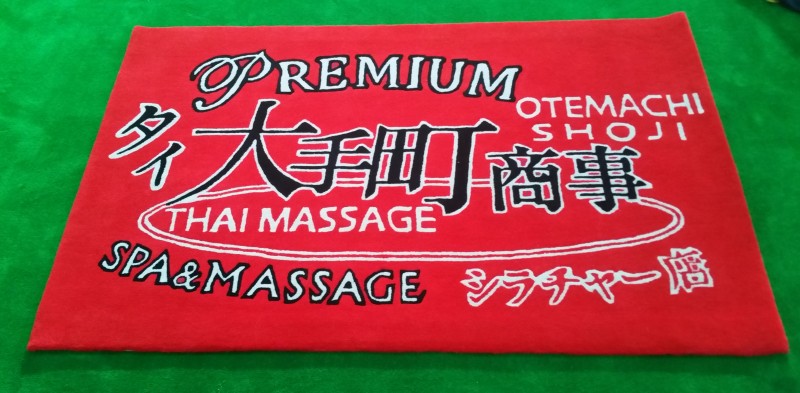 PREMIUM
OTEMACHI
SHOJI
タイ
大手町商事
THAI MASSAGE
SPA&MASSAGE
シラチャー店